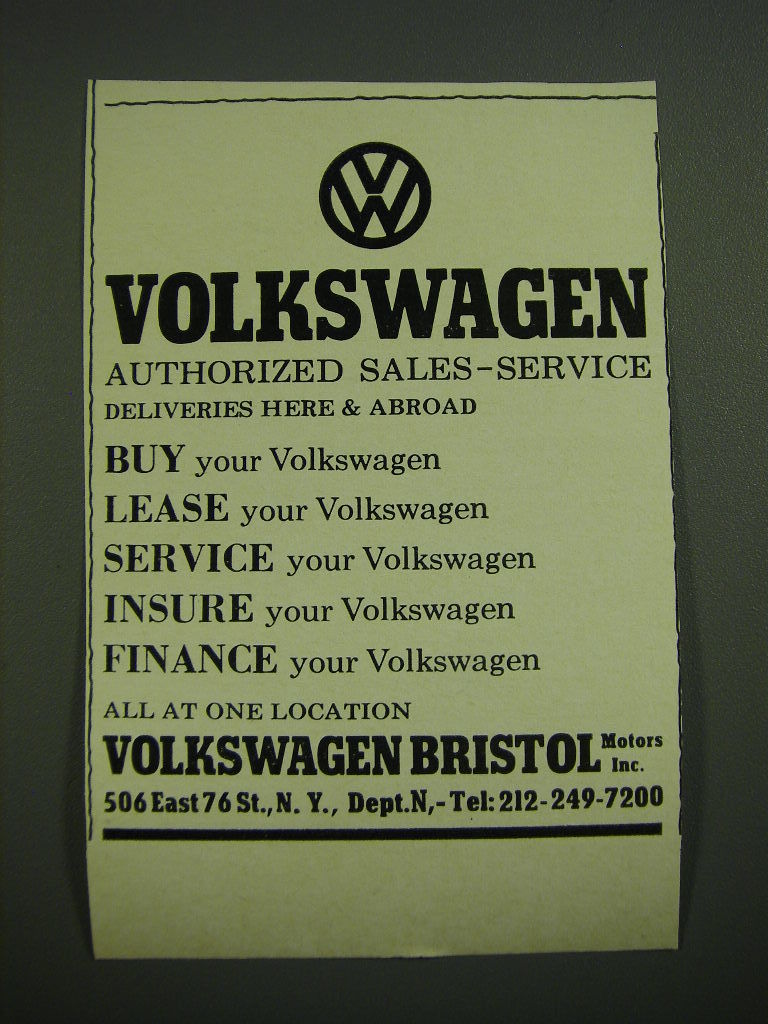 VW
VOLKSWAGEN
AUTHORIZED SALES-SERVICE
DELIVERIES HERE & ABROAD
BUY your Volkswagen
LEASE your Volkswagen
SERVICE your Volkswagen
INSURE your Volkswagen
FINANCE your Volkswagen
ALL AT ONE LOCATION
VOLKSWAGEN BRISTOL Motors Inc.
506 East 76 St., N. Y., Dept.N,- Tel: 212-249-7200